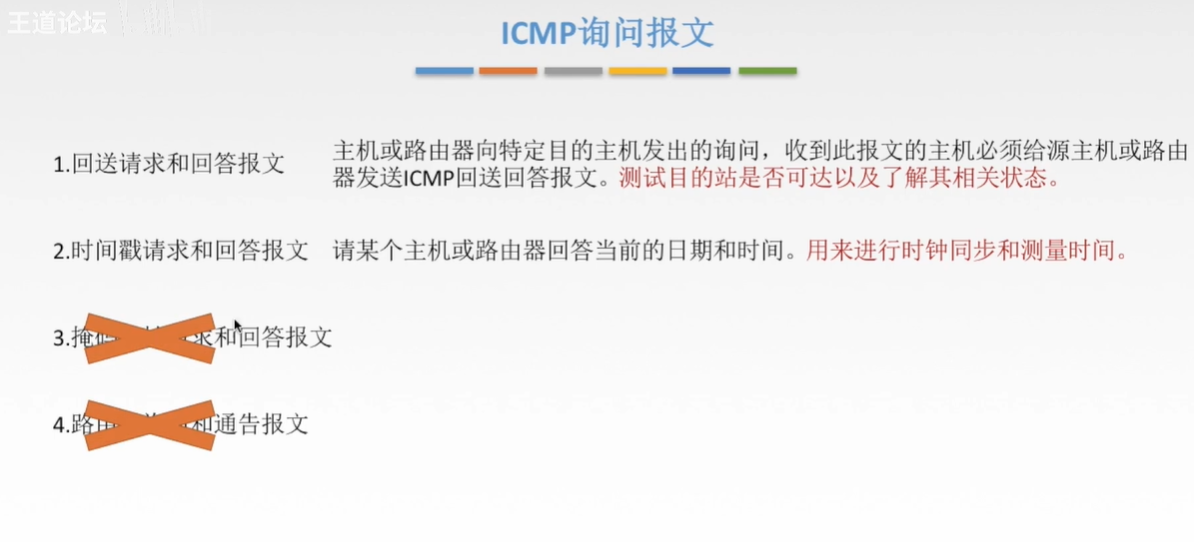 王道论坛
ICMP询问报文
1.回送请求和回答报文
主机或路由器向特定目的主机发出的询问，收到此报文的主机必须给源主机或路由
器发送ICMP回送回答报文。测试目的站是否可达以及了解其相关状态。
2.时间戳请求和回答报文
请某个主机或路由器回答当前的日期和时间。用来进行时钟同步和测量时间。
3.掩码求和回答报文
4.路由和通告报文